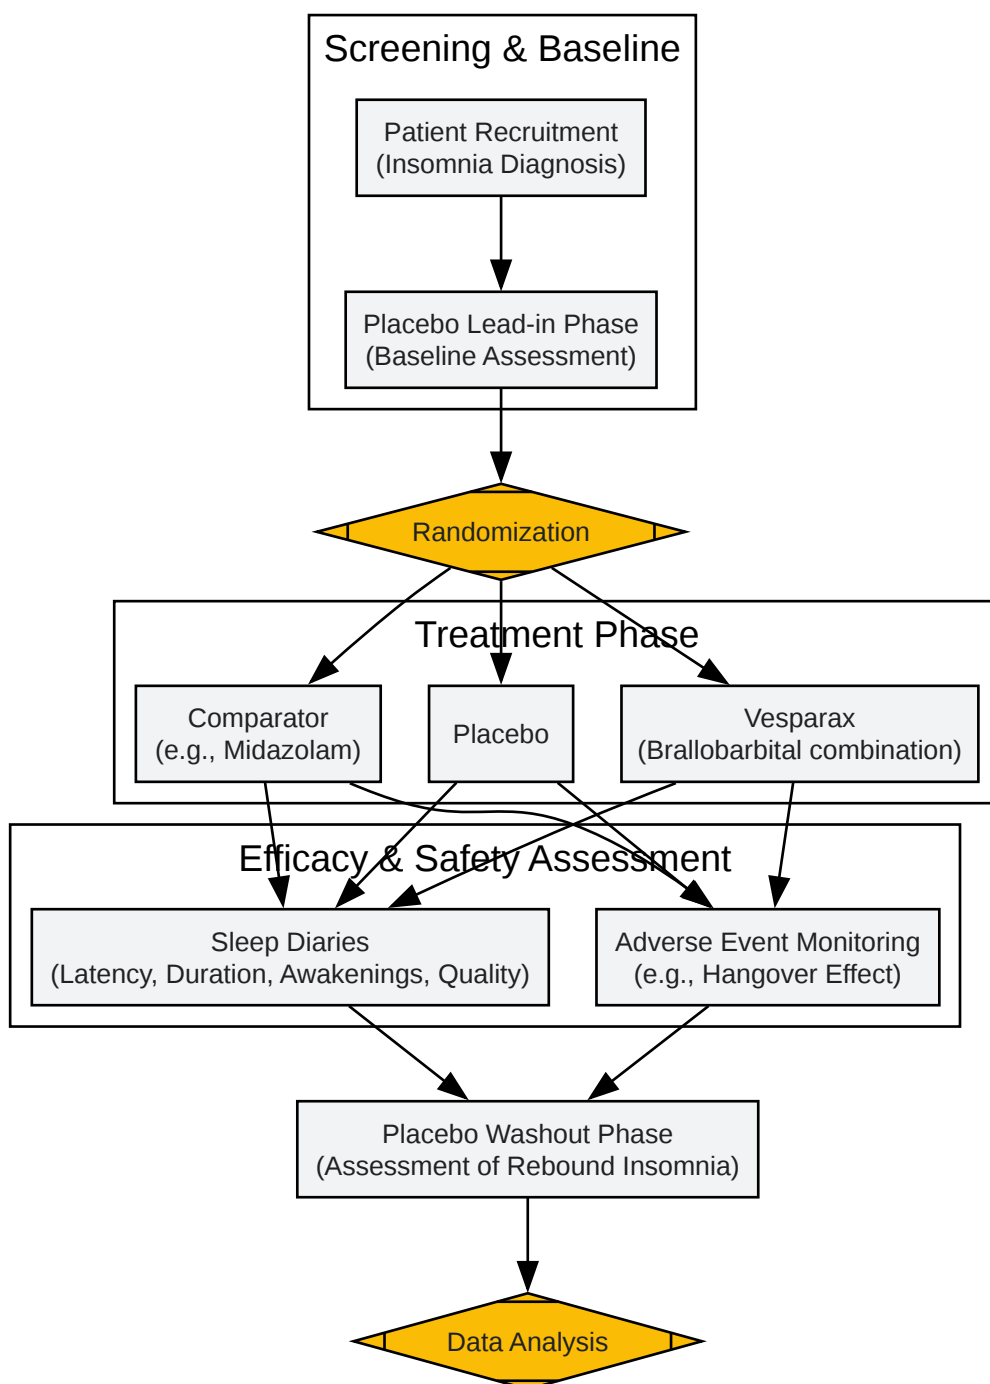 Screening & Baseline
Patient Recruitment
(Insomnia Diagnosis)
Placebo Lead-in Phase
(Baseline Assessment)
Randomization
Treatment Phase
Comparator
(e.g., Midazolam)
Placebo
Vesparax
(Brallobarbital combination)
Efficacy & Safety Assessment
Sleep Diaries
(Latency, Duration, Awakenings, Quality)
Adverse Event Monitoring
(e.g., Hangover Effect)
Placebo Washout Phase
(Assessment of Rebound Insomnia)
Data Analysis